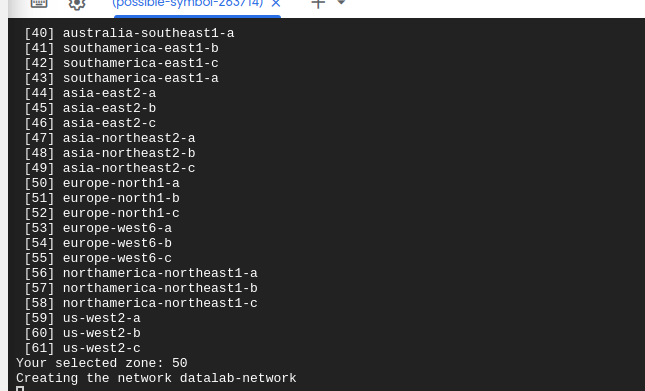 (possible-symbol-263714)
[40] australia-southeast1-a
[41] southamerica-east1-b
[42] southamerica-east1-c
[43] southamerica-east1-a
[44] asia-east2-a
[45] asia-east2-b
[46] asia-east2-c
[47] asia-northeast2-a
[48] asia-northeast2-b
[49] asia-northeast2-c
[50] europe-north1-a
[51] europe-north1-b
[52] europe-north1-c
[53] europe-west6-a
[54] europe-west6-b
[55] europe-west6-c
[56] northamerica-northeast1-a
[57] northamerica-northeast1-b
[58] northamerica-northeast1-c
[59] us-west2-a
[60] us-west2-b
[61] us-west2-c
Your selected zone: 50
Creating the network datalab-network